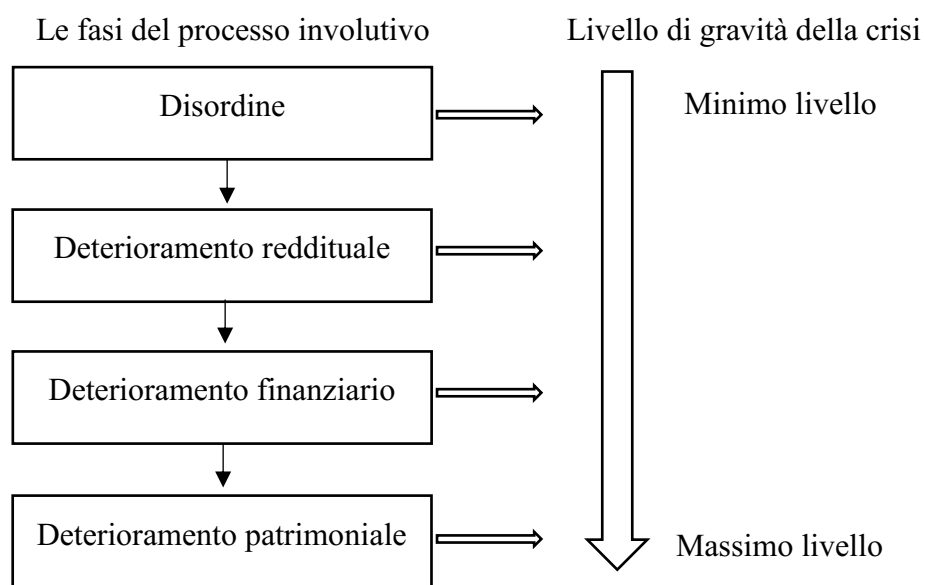 Le fasi del processo involutivo
Livello di gravità della crisi
Disordine
Minimo livello
Deterioramento reddituale
Deterioramento finanziario
Deterioramento patrimoniale
Massimo livello